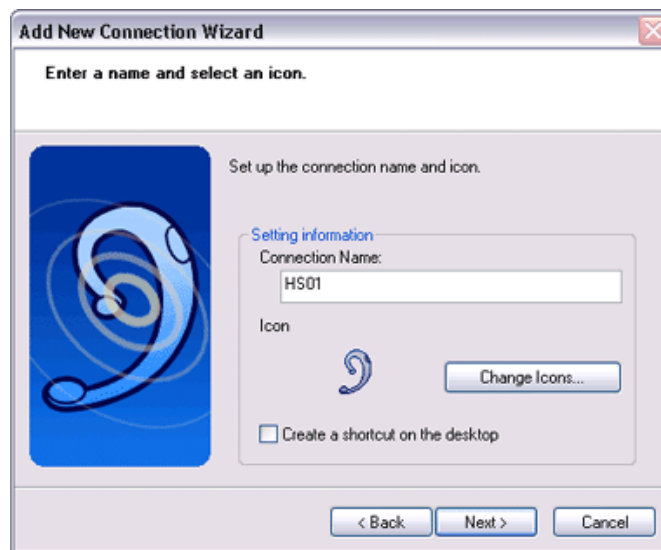 Add New Connection Wizard
Enter a name and select an icon.
Set up the connection name and icon.
Setting information
Connection Name:
HS01
Icon
Change Icons...
Create a shortcut on the desktop
< Back Next > Cancel